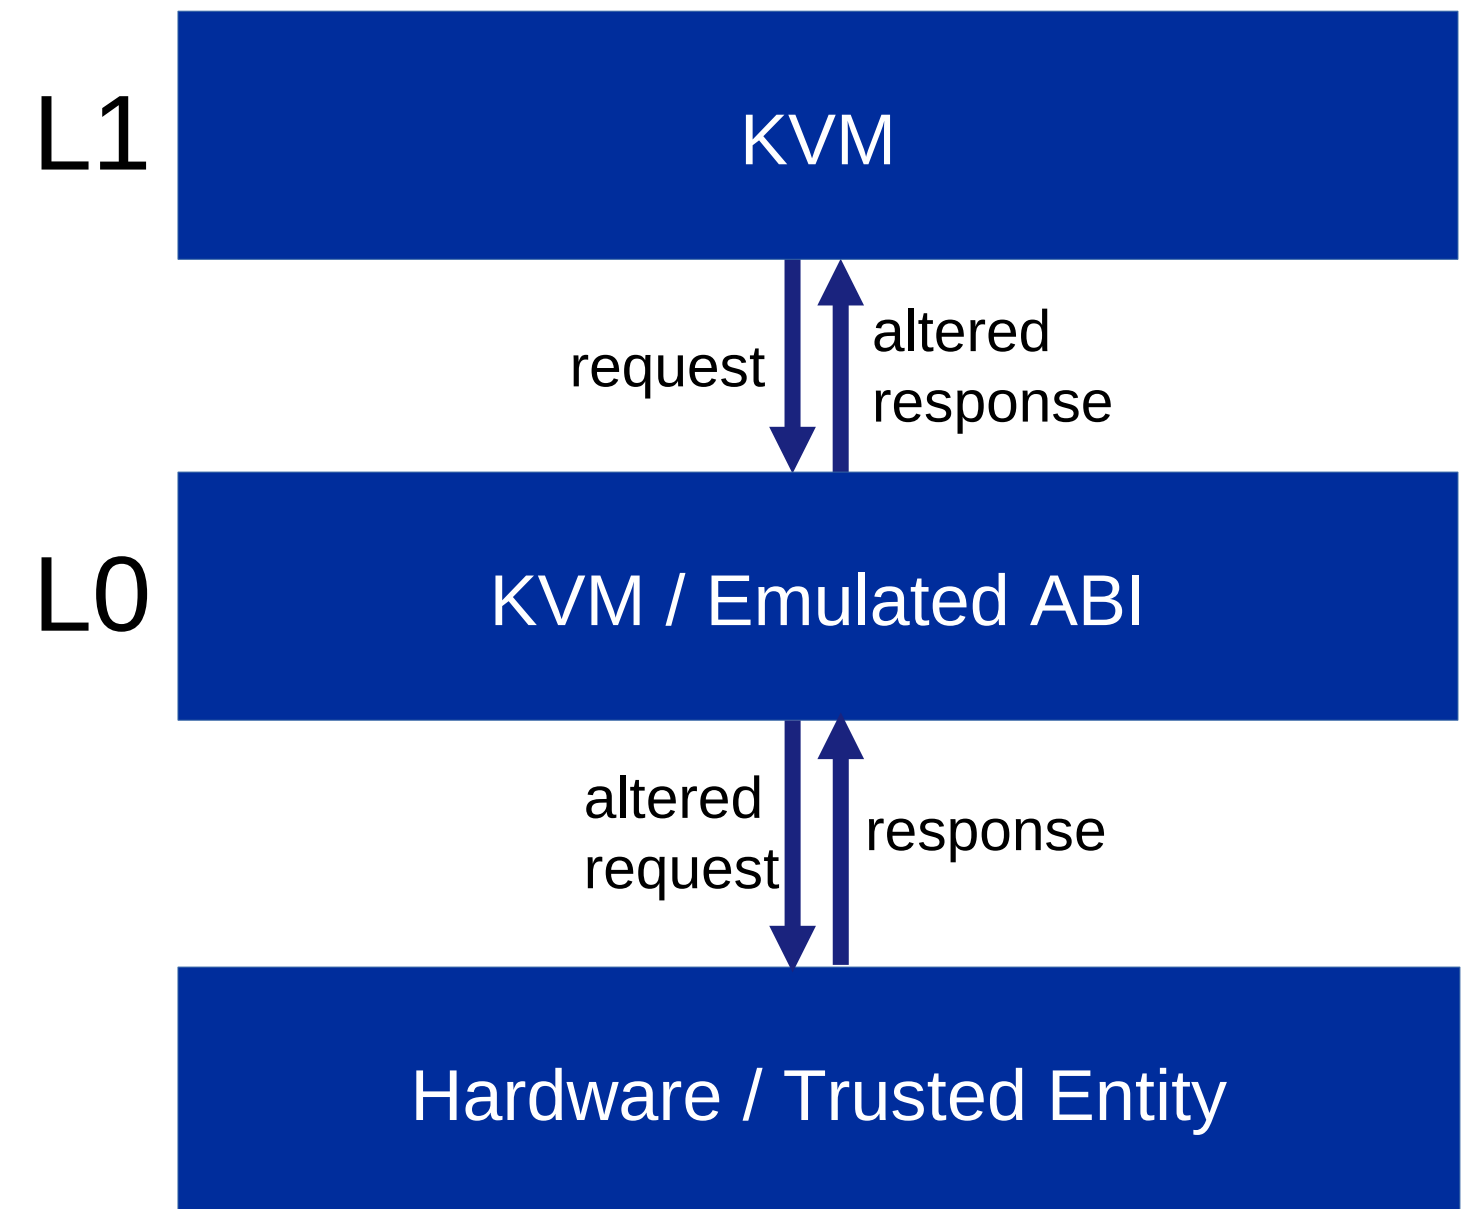 L1
KVM
request
altered
response
L0
KVM / Emulated ABI
altered
request
response
Hardware / Trusted Entity